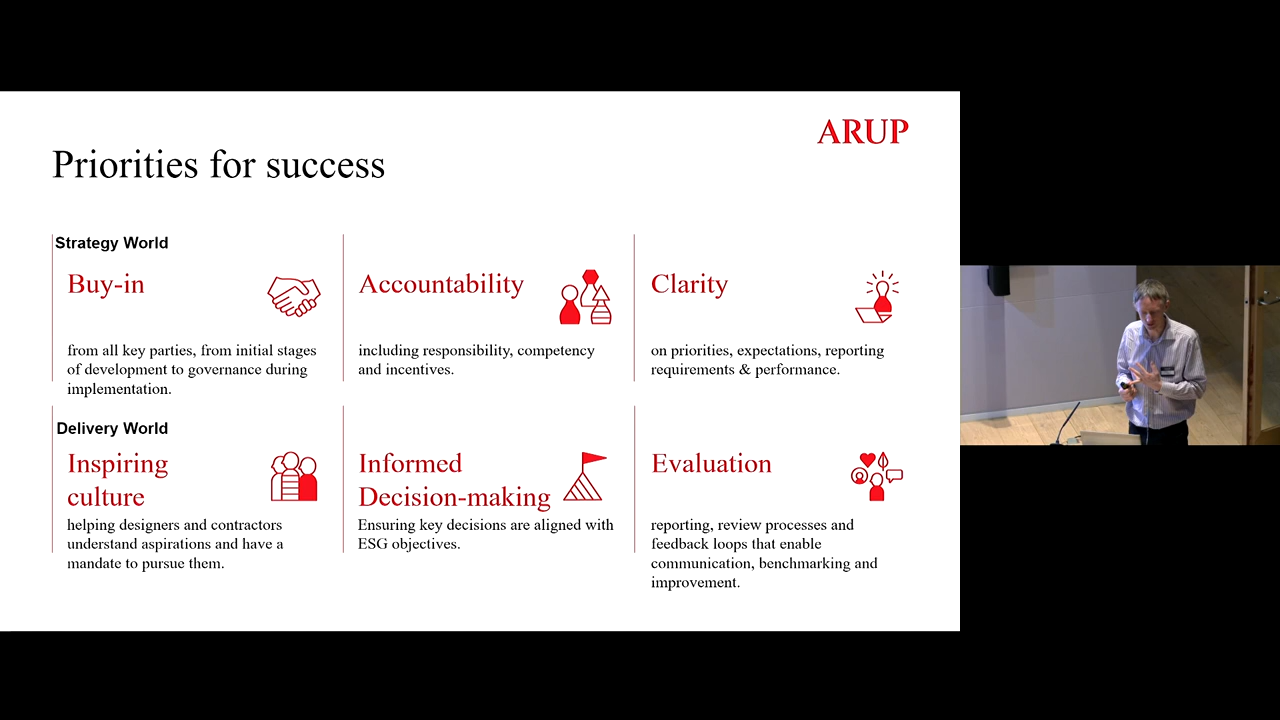 ARUP
Priorities for success
Strategy World
Buy-in
from all key parties, from initial stages
of development to governance during
implementation.
Accountability
including responsibility, competency
and incentives.
Clarity
on priorities, expectations, reporting
requirements & performance.
Delivery World
Inspiring
culture
helping designers and contractors
understand aspirations and have a
mandate to pursue them.
Informed
Decision-making
Ensuring key decisions are aligned with
ESG objectives.
Evaluation
reporting, review processes and
feedback loops that enable
communication, benchmarking and
improvement.